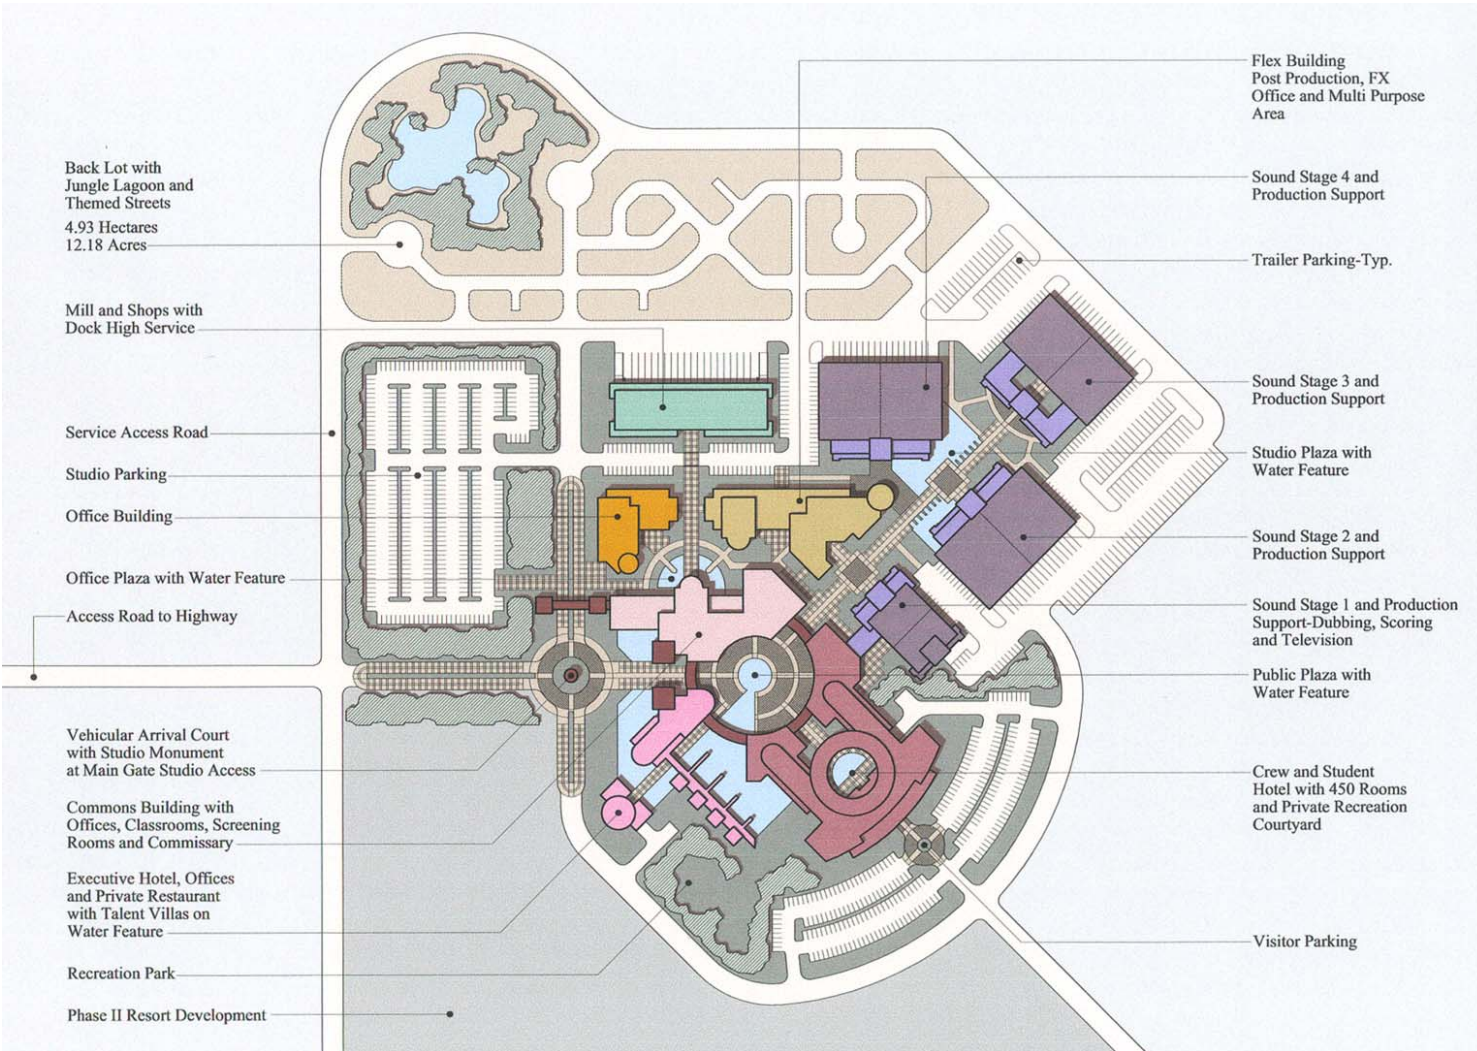 Back Lot with
Jungle Lagoon and
Themed Streets
4.93 Hectares
12.18 Acres
Mill and Shops with
Dock High Service
Service Access Road
Studio Parking
Office Building
Office Plaza with Water Feature
Access Road to Highway
Vehicular Arrival Court
with Studio Monument
at Main Gate Studio Access
Commons Building with
Offices, Classrooms, Screening
Rooms and Commissary
Executive Hotel, Offices
and Private Restaurant
with Talent Villas on
Water Feature
Recreation Park
Phase II Resort Development
Flex Building
Post Production, FX
Office and Multi Purpose
Area
Sound Stage 4 and
Production Support
Trailer Parking-Typ.
Sound Stage 3 and
Production Support
Studio Plaza with
Water Feature
Sound Stage 2 and
Production Support
Sound Stage 1 and Production
Support-Dubbing, Scoring
and Television
Public Plaza with
Water Feature
Crew and Student
Hotel with 450 Rooms
and Private Recreation
Courtyard
Visitor Parking